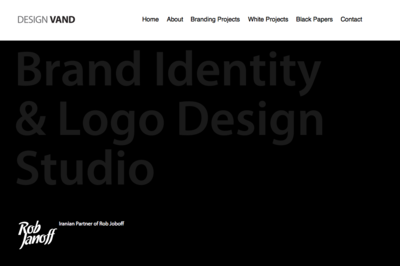 DESIGN VAND
Home About Branding Projects White Projects Black Papers Contact
Brand Identity
& Logo Design
Studio
Rob
Janoff
Iranian Partner of Rob Joboff